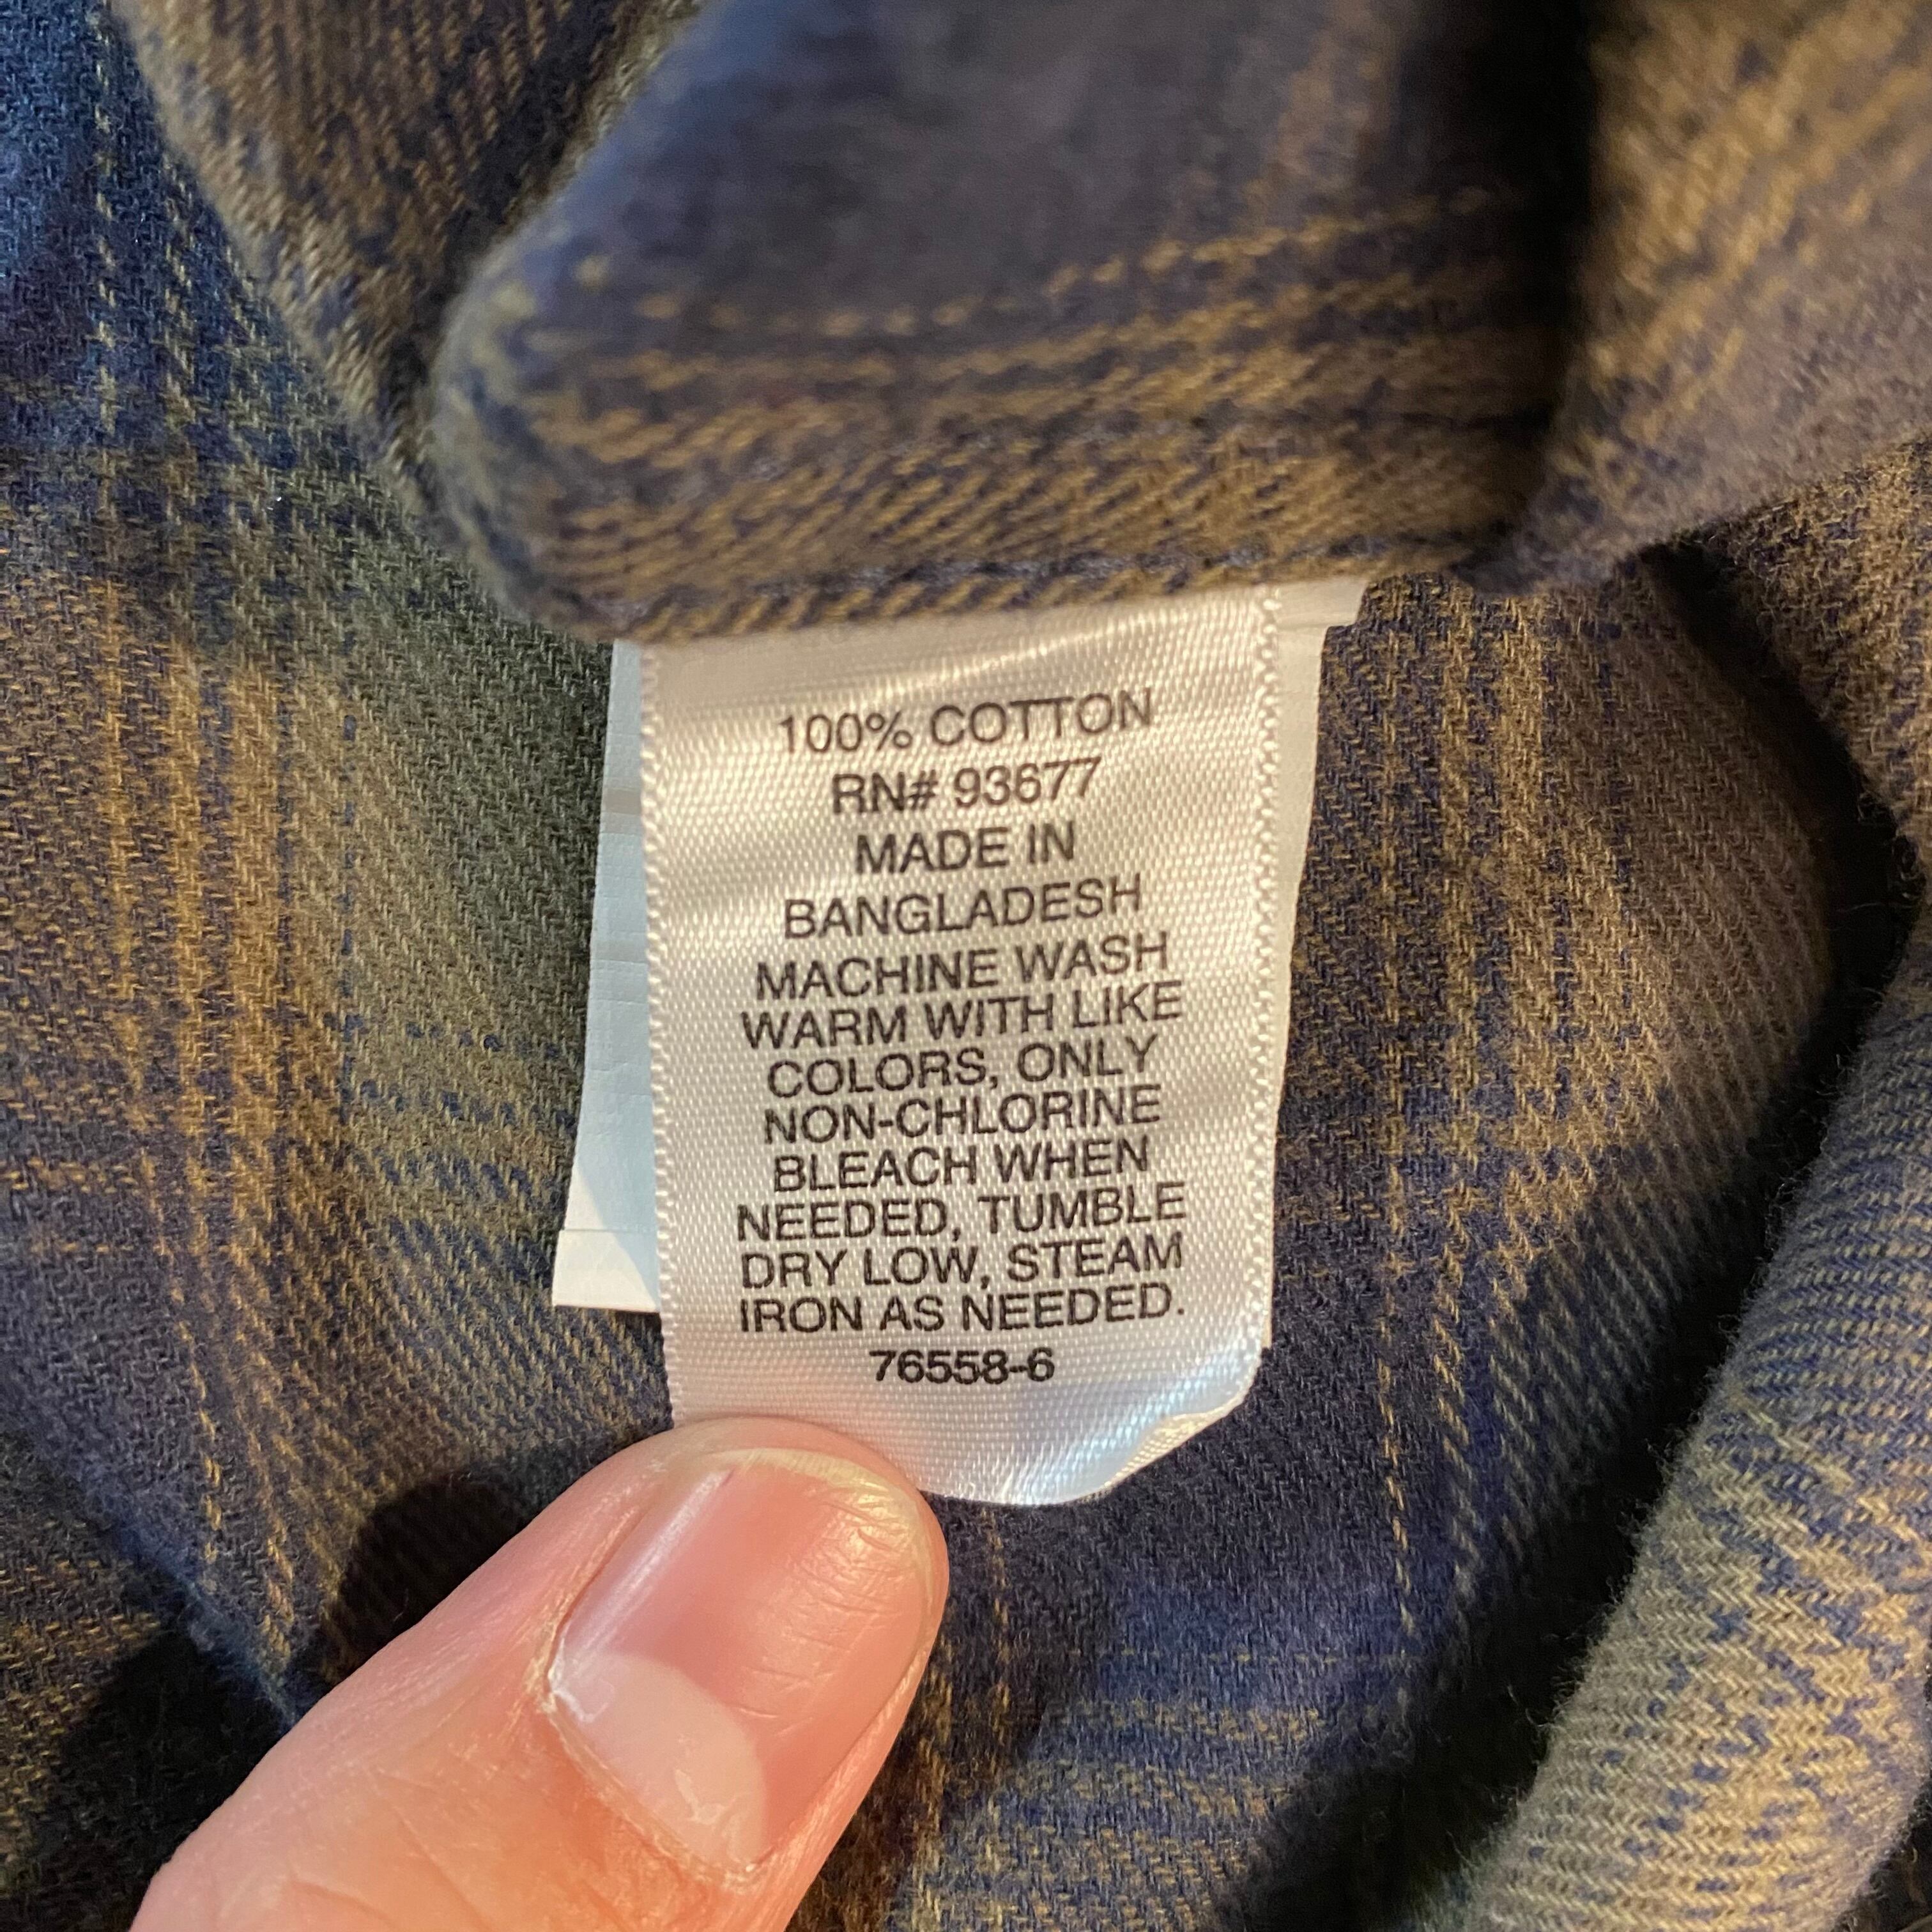 100% COTTON
RN# 93677
MADE IN
BANGLADESH
MACHINE WASH
WARM WITH LIKE
COLORS, ONLY
NON-CHLORINE
BLEACH WHEN
NEEDED, TUMBLE
DRY LOW, STEAM
IRON AS NEEDED.
76558-6